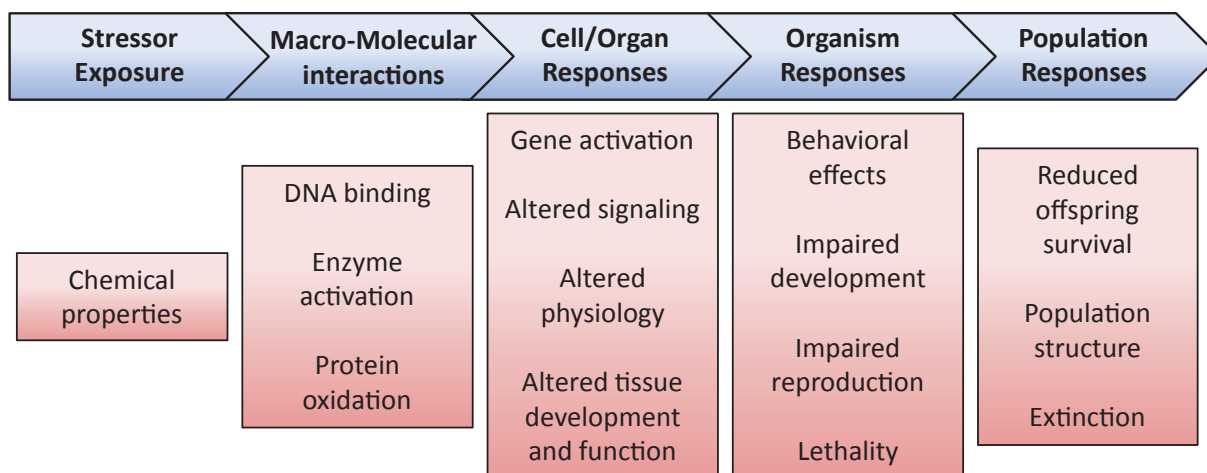 Stressor
Exposure
Macro-Molecular
interactions
Cell/Organ
Responses
Organism
Responses
Population
Responses
Chemical
properties
DNA binding
Enzyme
activation
Protein
oxidation
Gene activation
Altered signaling
Altered
physiology
Altered tissue
development
and function
Behavioral
effects
Impaired
development
Impaired
reproduction
Lethality
Reduced
offspring
survival
Population
structure
Extinction